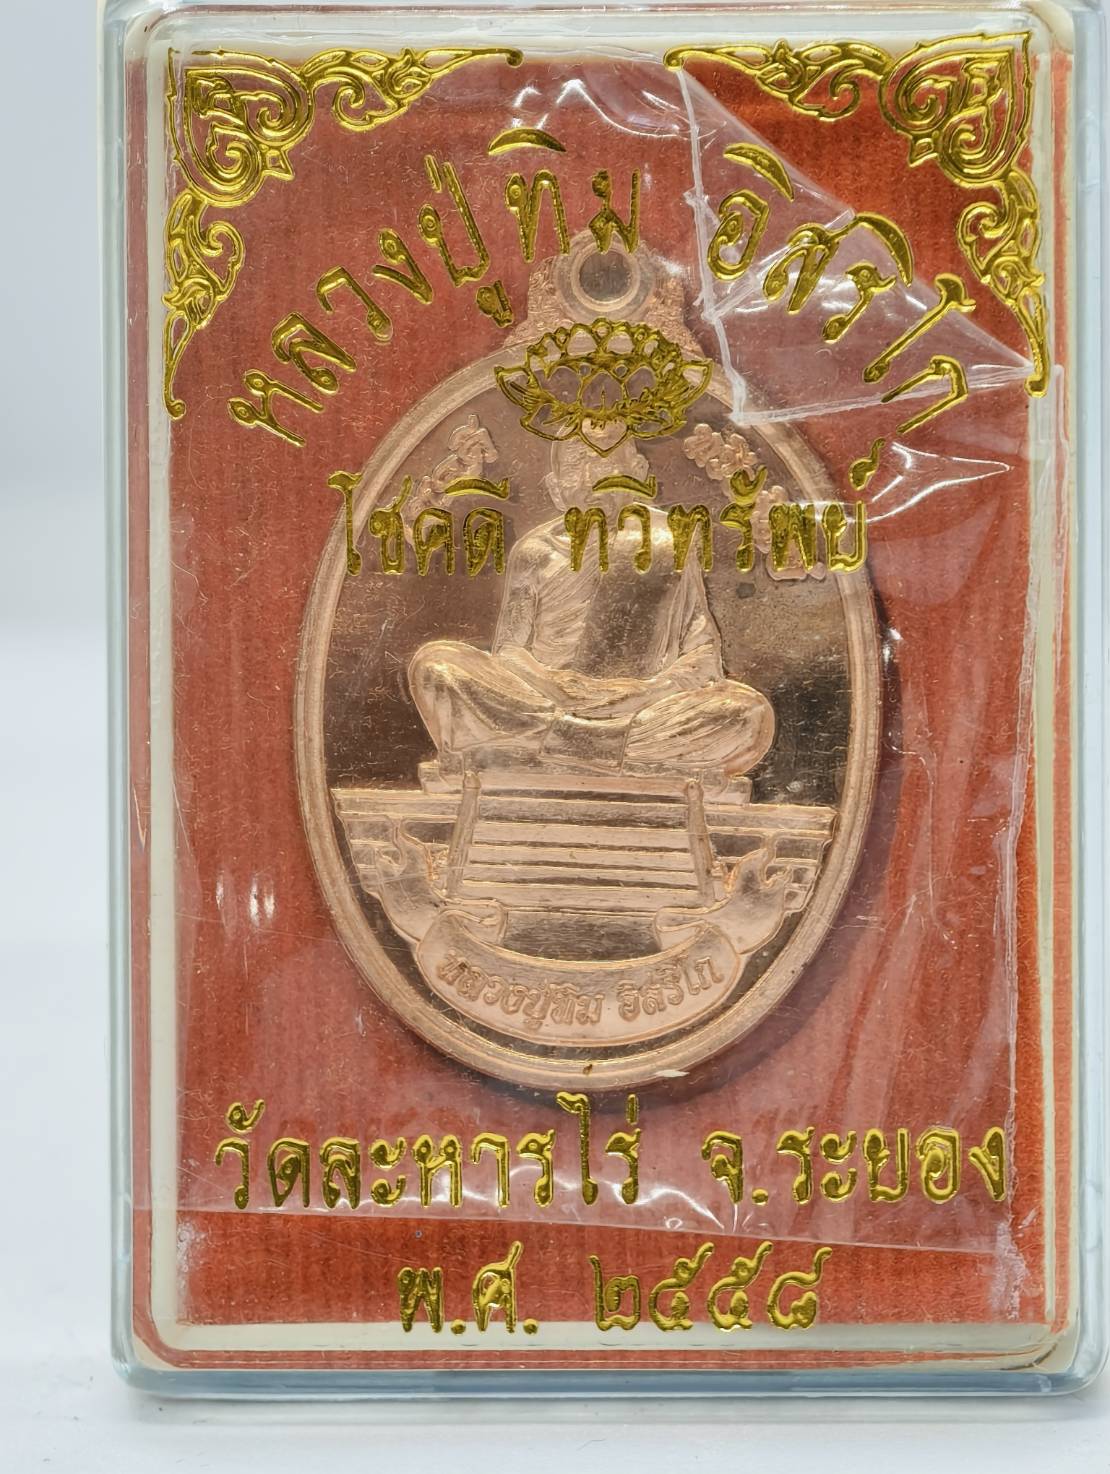 หลวงปู่ทิม อิสริโก
โชคดี ทวีทรัพย์
หลวงปู่ทิม อิสริโก
วัดละหารไร่ จ.ระยอง
พ.ศ. ๒๕๕๘